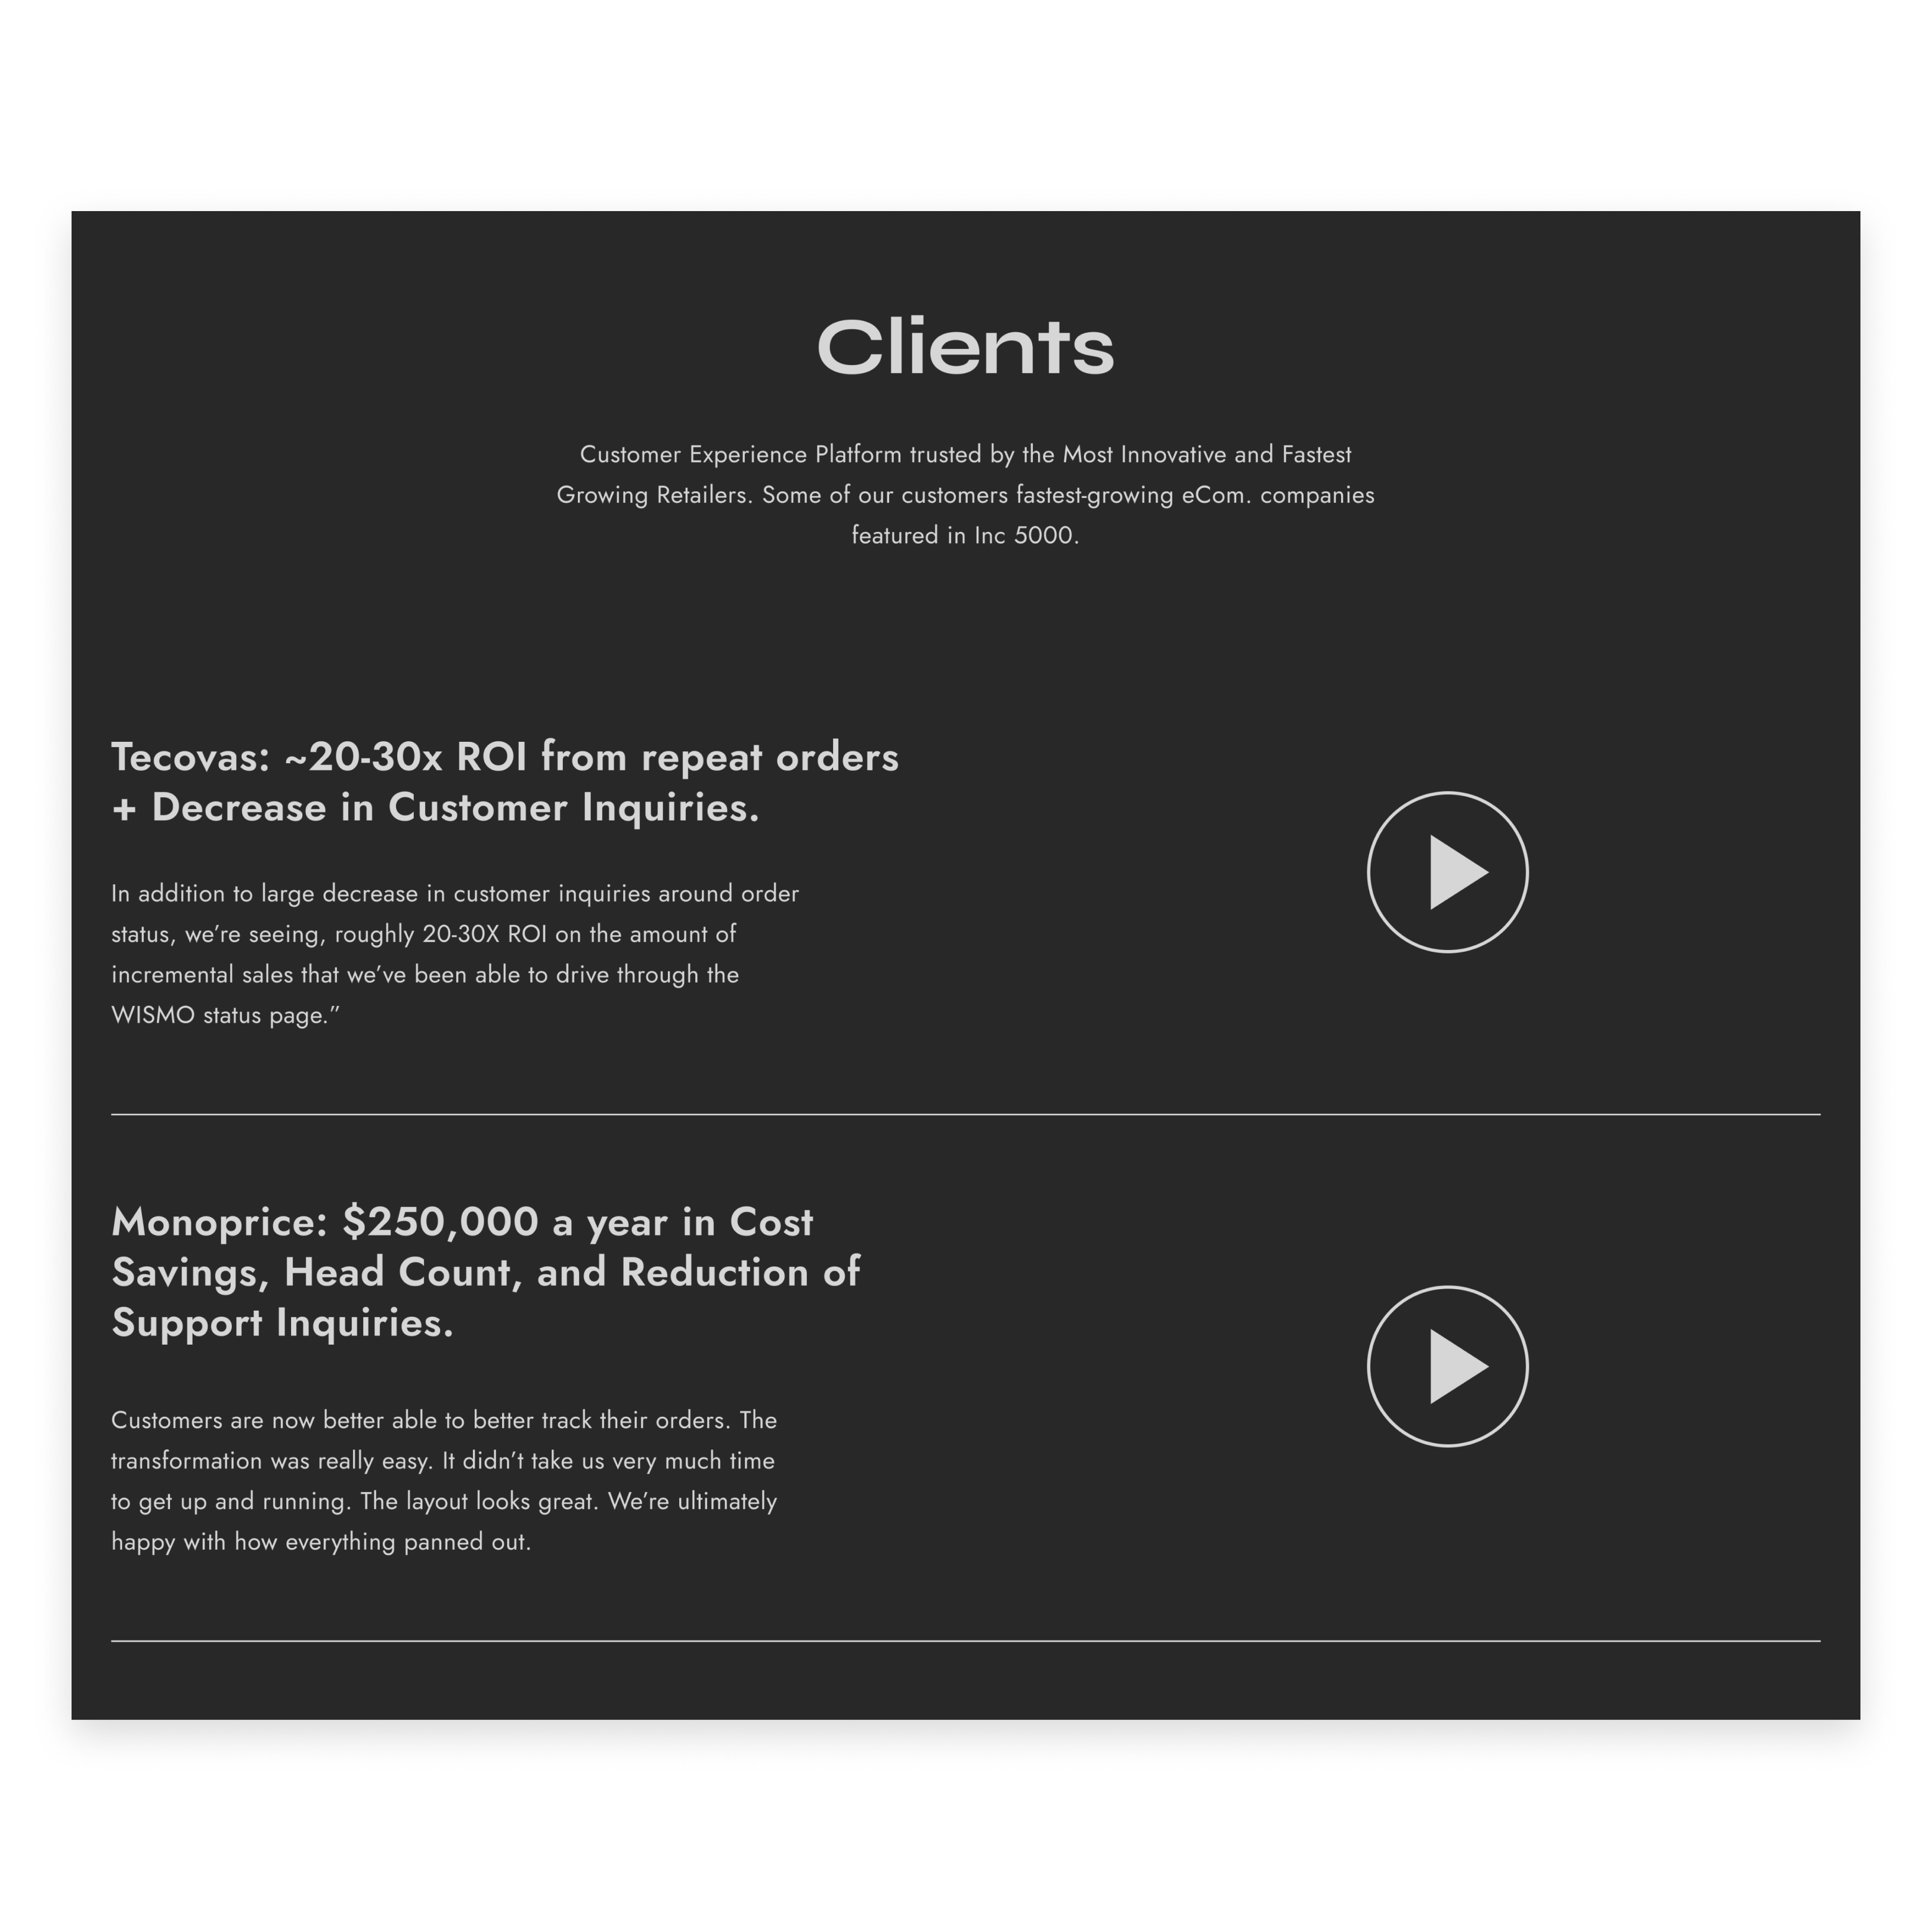 Clients
Customer Experience Platform trusted by the Most Innovative and Fastest
Growing Retailers. Some of our customers fastest-growing eCom. companies
featured in Inc 5000.
Tecovas: ~20-30x ROI from repeat orders
+ Decrease in Customer Inquiries.
In addition to large decrease in customer inquiries around order
status, we’re seeing, roughly 20-30X ROI on the amount of
incremental sales that we’ve been able to drive through the
WISMO status page.”
Monoprice: $250,000 a year in Cost
Savings, Head Count, and Reduction of
Support Inquiries.
Customers are now better able to better track their orders. The
transformation was really easy. It didn’t take us very much time
to get up and running. The layout looks great. We’re ultimately
happy with how everything panned out.